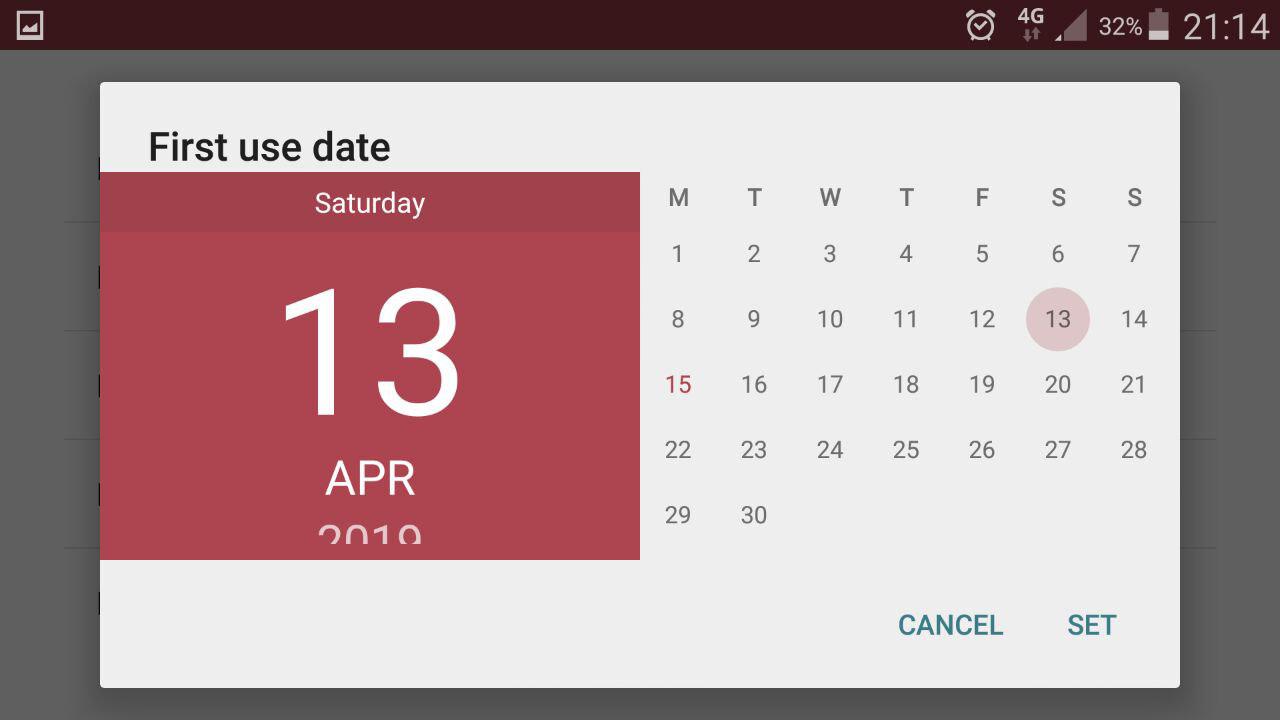 4G 32% 21:14
First use date
Saturday
13
APR
2019
M T W T F S S
1 2 3 4 5 6 7
8 9 10 11 12 13 14
15 16 17 18 19 20 21
22 23 24 25 26 27 28
29 30
CANCEL SET